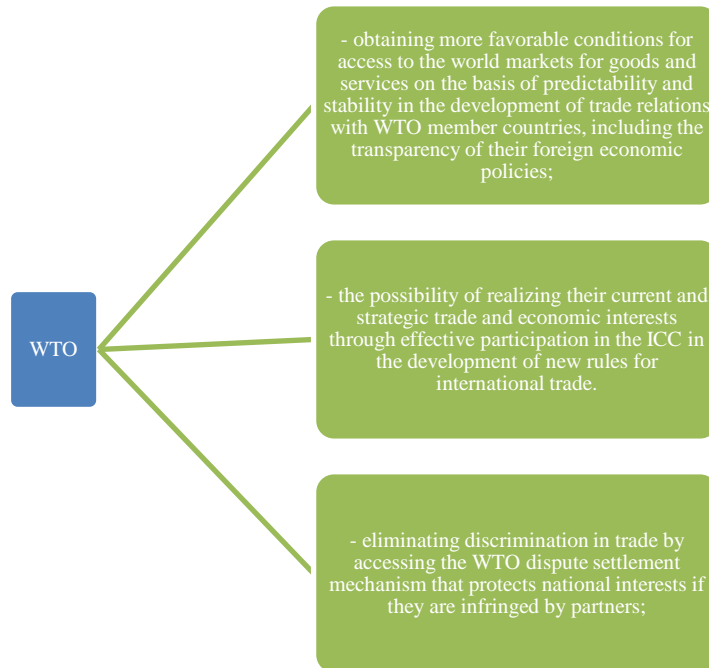 WTO
- obtaining more favorable conditions for
access to the world markets for goods and
services on the basis of predictability and
stability in the development of trade relations
with WTO member countries, including the
transparency of their foreign economic
policies;
- the possibility of realizing their current and
strategic trade and economic interests
through effective participation in the ICC in
the development of new rules for
international trade.
- eliminating discrimination in trade by
accessing the WTO dispute settlement
mechanism that protects national interests if
they are infringed by partners;